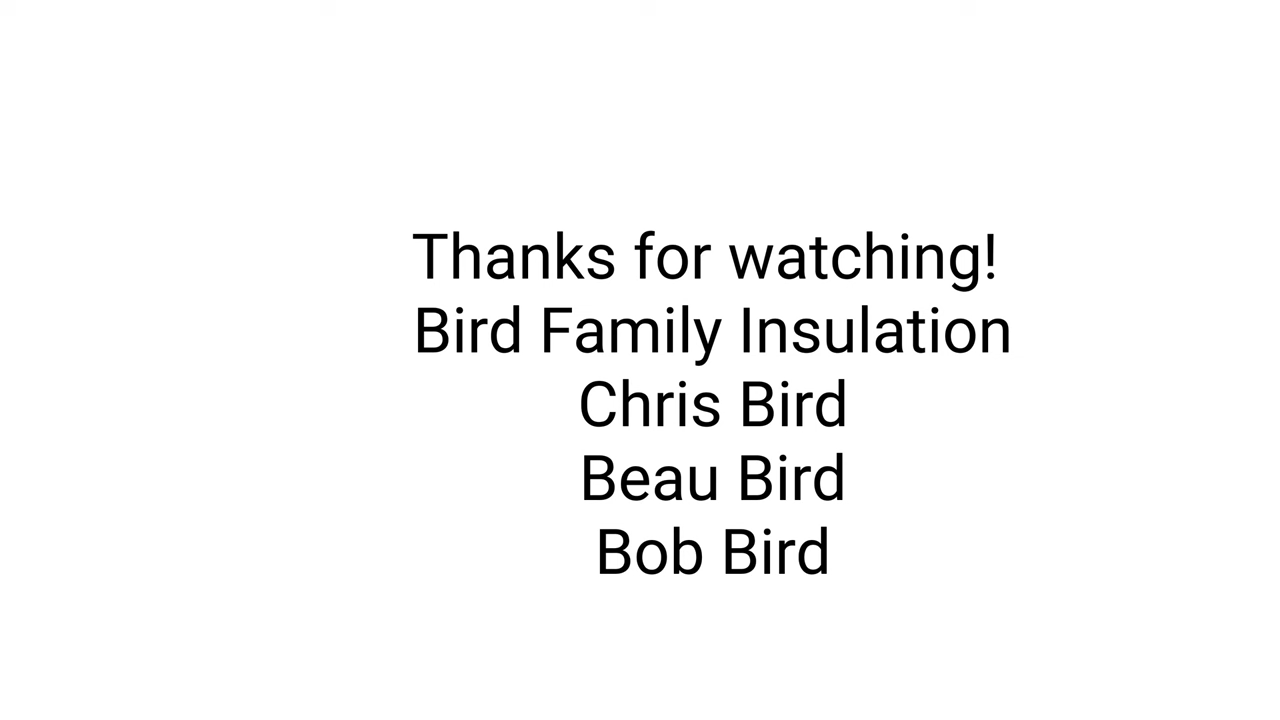 Thanks for watching!
Bird Family Insulation
Chris Bird
Beau Bird
Bob Bird